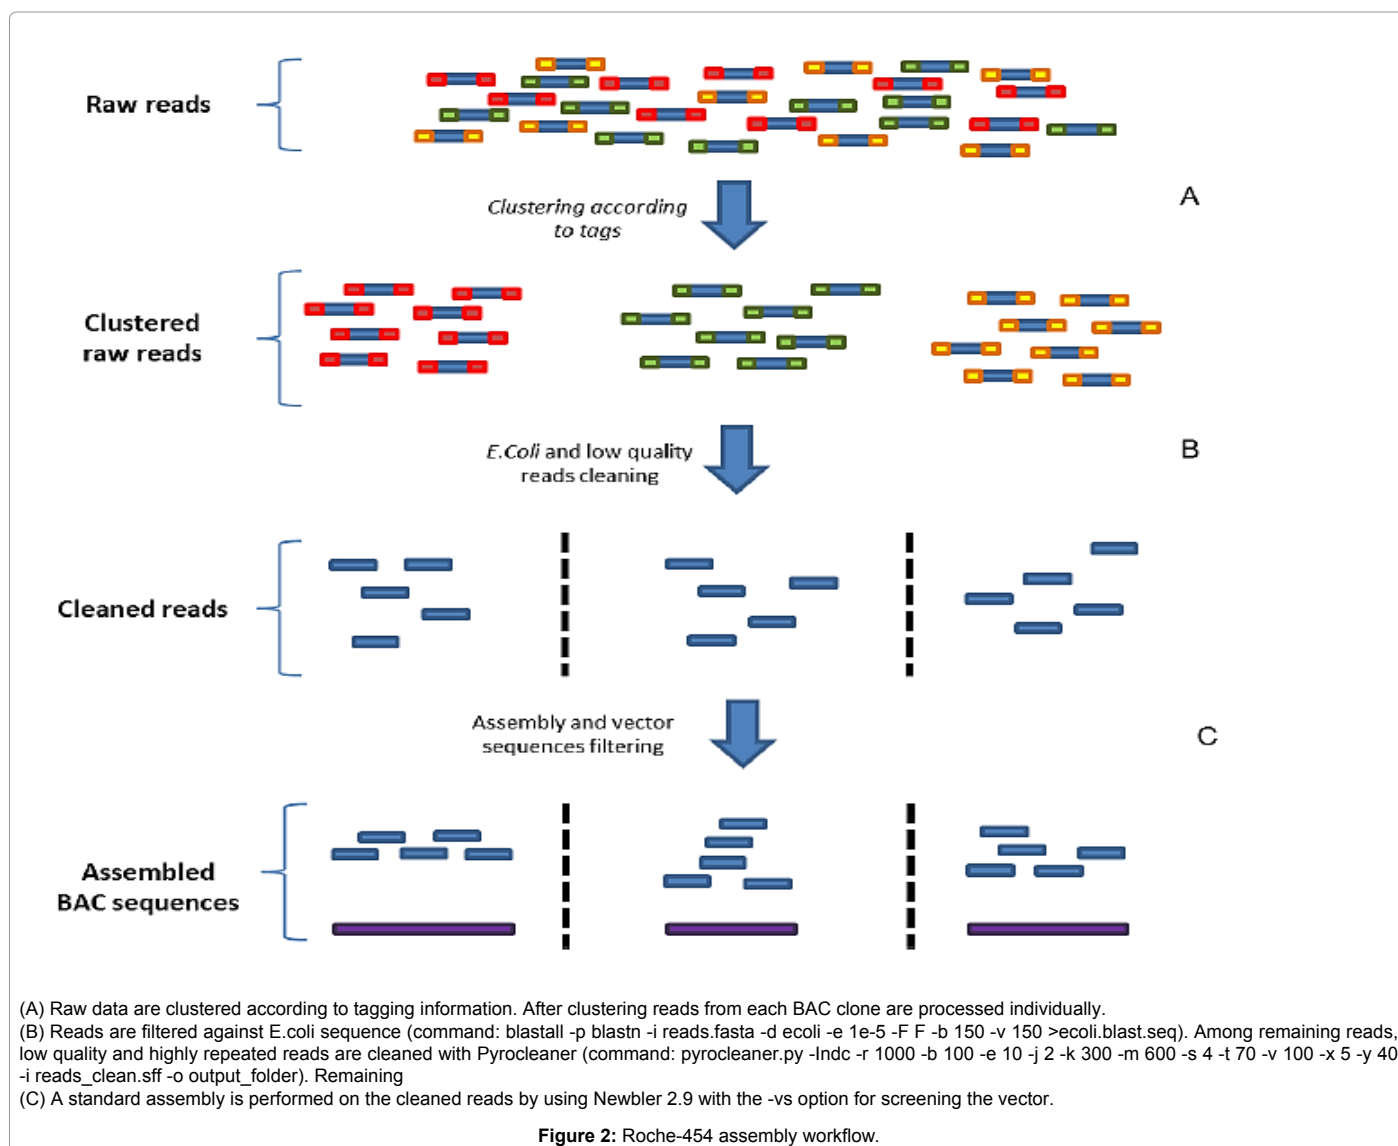 Raw reads
A
Clustering according
to tags
Clustered
raw reads
B
E.Coli and low quality
reads cleaning
Cleaned reads
Assembly and vector
sequences filtering
C
Assembled
BAC sequences
(A) Raw data are clustered according to tagging information. After clustering reads from each BAC clone are processed individually.
(B) Reads are filtered against E.coli sequence (command: blastall -p blastn -i reads.fasta -d ecoli -e 1e-5 -F F -b 150 -v 150 >ecoli.blast.seq). Among remaining reads,
low quality and highly repeated reads are cleaned with Pyrocleaner (command: pyrocleaner.py -Indc -r 1000 -b 100 -e 10 -j 2 -k 300 -m 600 -s 4 -t 70 -v 100 -x 5 -y 40
-i reads_clean.sff -o output_folder). Remaining
(C) A standard assembly is performed on the cleaned reads by using Newbler 2.9 with the -vs option for screening the vector.
Figure 2: Roche-454 assembly workflow.